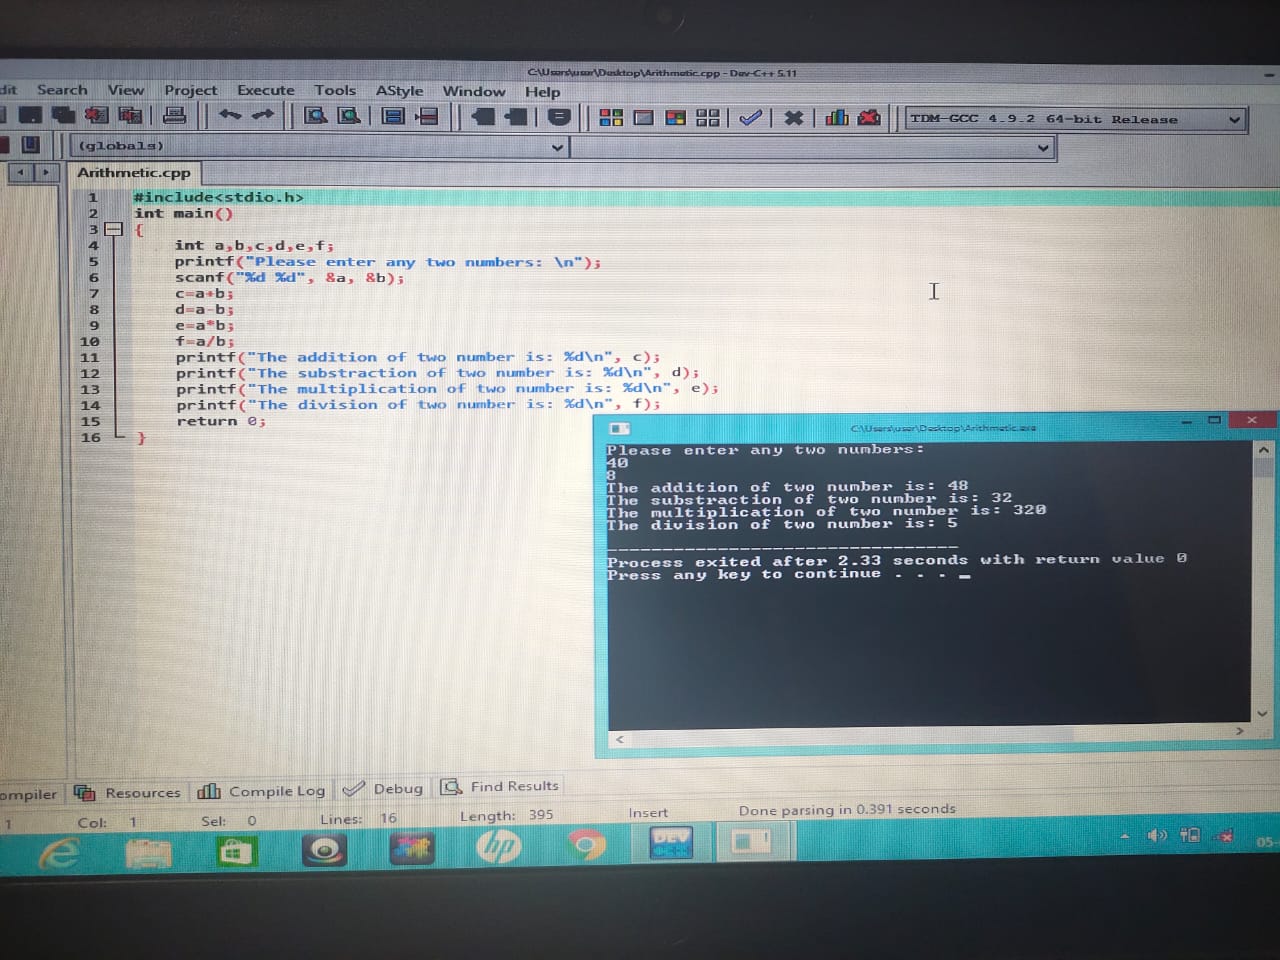 C:\Users\user\Desktop\Arithmetic.cpp - Dev-C++ 5.11
dit Search View Project Execute Tools AStyle Window Help
TDM-GCC 4.9.2 64-bit Release
(globals)
Arithmetic.cpp
1 #include<stdio.h>
2 int main()
3 {
4 int a,b,c,d,e,f;
5 printf("Please enter any two numbers: \n");
6 scanf("%d %d", &a, &b);
7 c=a+b;
8 d=a-b;
9 e=a*b;
10 f=a/b;
11 printf("The addition of two number is: %d\n", c);
12 printf("The substraction of two number is: %d\n", d);
13 printf("The multiplication of two number is: %d\n", e);
14 printf("The division of two number is: %d\n", f);
15 return 0;
16 }
C:\Users\user\Desktop\Arithmetic.exe
Please enter any two numbers:
40
8
The addition of two number is: 48
The substraction of two number is: 32
The multiplication of two number is: 320
The division of two number is: 5
--------------------------------
Process exited after 2.33 seconds with return value 0
Press any key to continue . . . _
ompiler Resources Compile Log Debug Find Results
1 Col: 1 Sel: 0 Lines: 16 Length: 395 Insert Done parsing in 0.391 seconds
hp DEV C++
05-